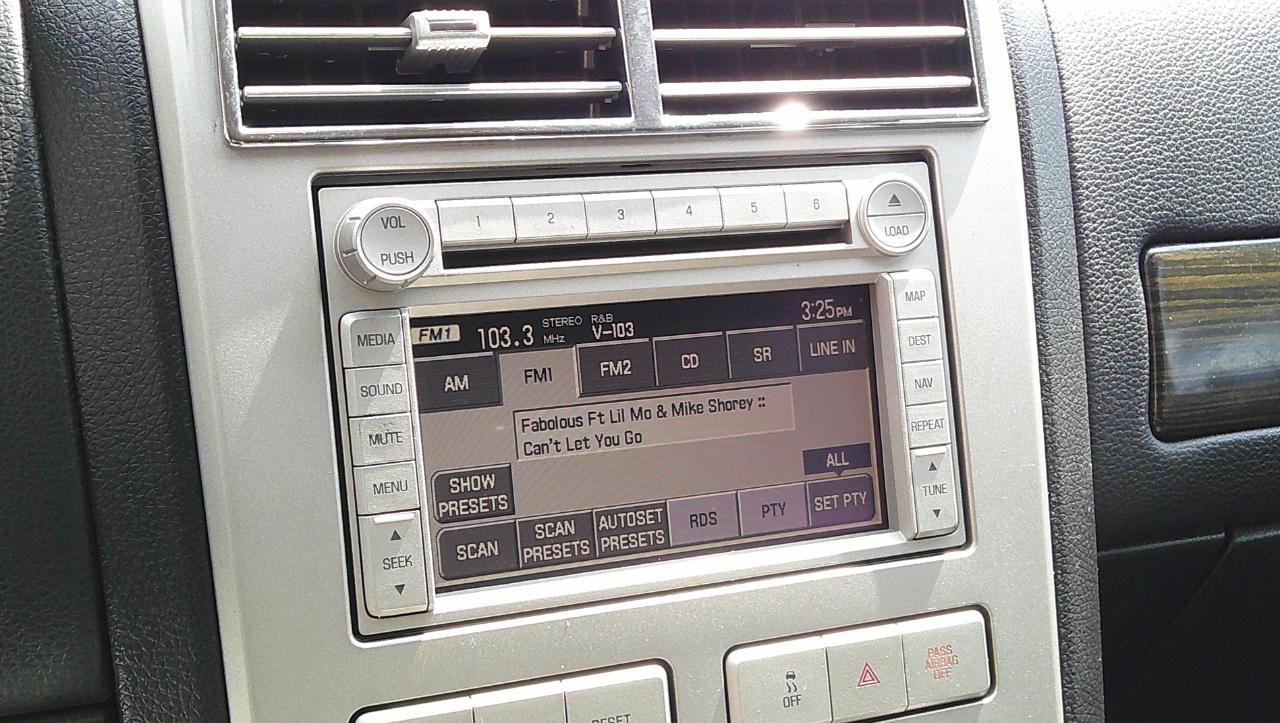 VOL
PUSH
1 2 3 4 5 6
LOAD
MEDIA
SOUND
MUTE
MENU
SEEK
FM1 103.3 STEREO MHz R&B V-103 3:25PM
AM FM1 FM2 CD SR LINE IN
Fabolous Ft Lil Mo & Mike Shorey ::
Can't Let You Go
ALL
SHOW
PRESETS
SCAN
SCAN
PRESETS
AUTOSET
PRESETS
RDS
PTY
SET PTY
MAP
DEST
NAV
REPEAT
TUNE
RESET
OFF
PASS
AIRBAG
OFF